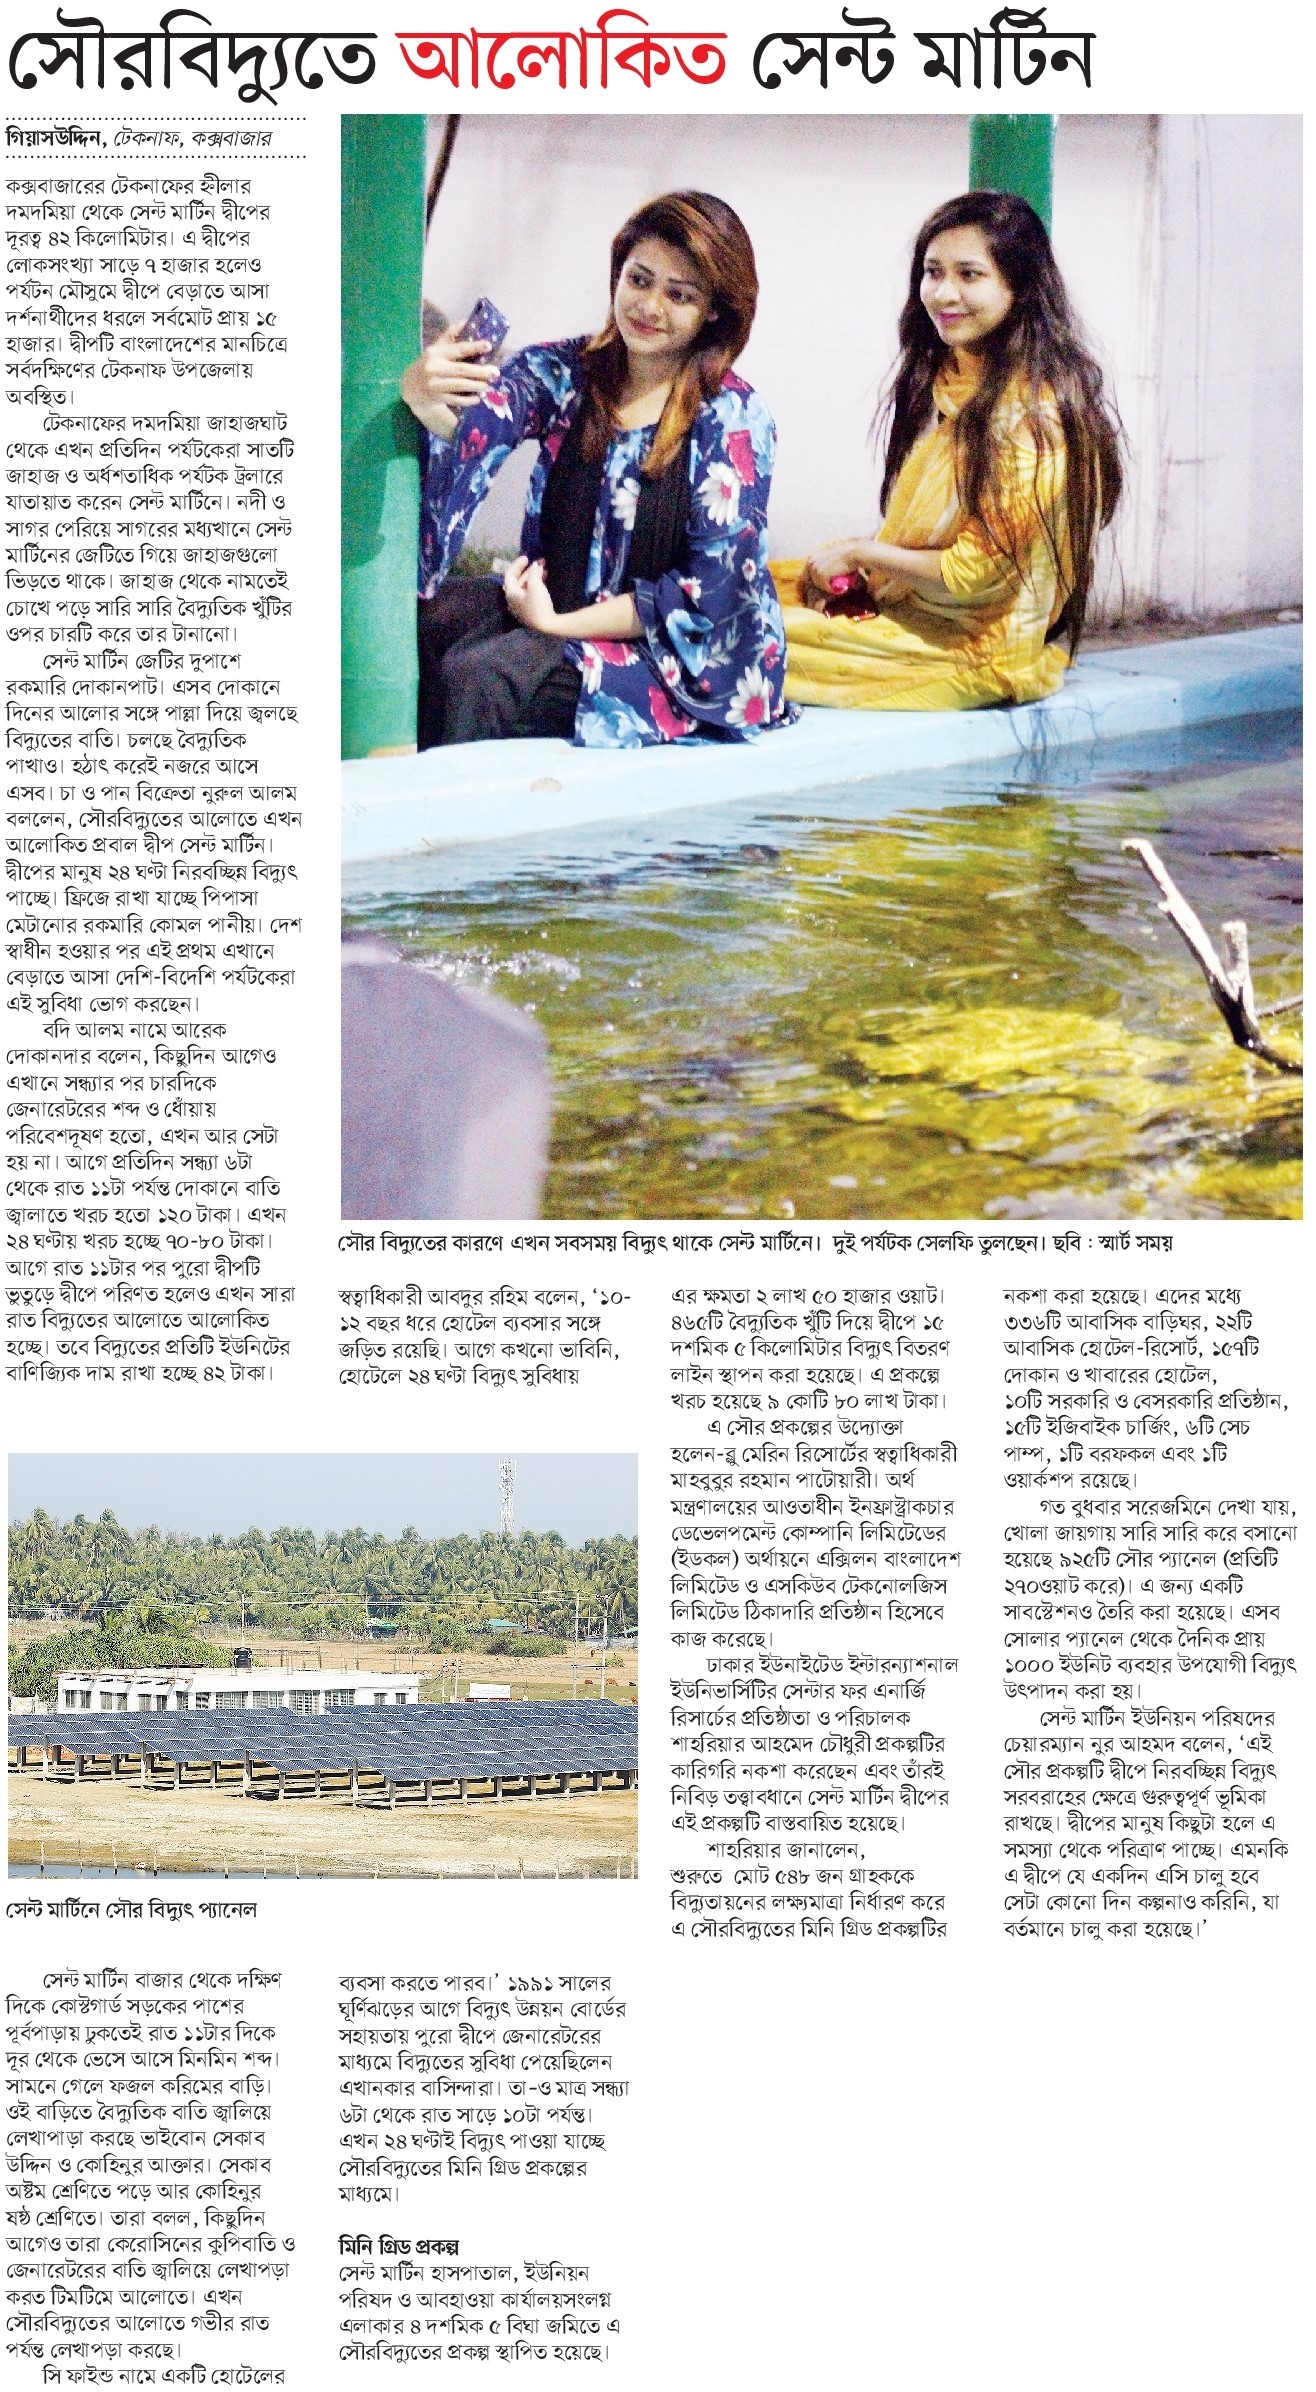 সৌরবিদ্যুতে আলোকিত সেন্ট মার্টিন
গিয়াসউদ্দিন, টেকনাফ, কক্সবাজার
কক্সবাজারের টেকনাফের হ্নীলার
দমদমিয়া থেকে সেন্ট মার্টিন দ্বীপের
দূরত্ব ৪২ কিলোমিটার। এ দ্বীপের
লোকসংখ্যা সাড়ে ৭ হাজার হলেও
পর্যটন মৌসুমে দ্বীপে বেড়াতে আসা
দর্শনার্থীদের ধরলে সর্বমোট প্রায় ১৫
হাজার। দ্বীপটি বাংলাদেশের মানচিত্রে
সর্বদক্ষিণের টেকনাফ উপজেলায়
অবস্থিত।
টেকনাফের দমদমিয়া জাহাজঘাট
থেকে এখন প্রতিদিন পর্যটকেরা সাতটি
জাহাজ ও অর্ধশতাধিক পর্যটক ট্রলারে
যাতায়াত করেন সেন্ট মার্টিনে। নদী ও
সাগর পেরিয়ে সাগরের মধ্যখানে সেন্ট
মার্টিনের জেটিতে গিয়ে জাহাজগুলো
ভিড়তে থাকে। জাহাজ থেকে নামতেই
চোখে পড়ে সারি সারি বৈদ্যুতিক খুঁটির
ওপর চারটি করে তার টানানো।
সেন্ট মার্টিন জেটির দুপাশে
রকমারি দোকানপাট। এসব দোকানে
দিনের আলোর সঙ্গে পাল্লা দিয়ে জ্বলছে
বিদ্যুতের বাতি। চলছে বৈদ্যুতিক
পাখাও। হঠাৎ করেই নজরে আসে
এসব। চা ও পান বিক্রেতা নুরুল আলম
বললেন, সৌরবিদ্যুতের আলোতে এখন
আলোকিত প্রবাল দ্বীপ সেন্ট মার্টিন।
দ্বীপের মানুষ ২৪ ঘণ্টা নিরবচ্ছিন্ন বিদ্যুৎ
পাচ্ছে। ফ্রিজে রাখা যাচ্ছে পিপাসা
মেটানোর রকমারি কোমল পানীয়। দেশ
স্বাধীন হওয়ার পর এই প্রথম এখানে
বেড়াতে আসা দেশি-বিদেশি পর্যটকেরা
এই সুবিধা ভোগ করছেন।
বদি আলম নামে আরেক
দোকানদার বলেন, কিছুদিন আগেও
এখানে সন্ধ্যার পর চারদিকে
জেনারেটরের শব্দ ও ধোঁয়ায়
পরিবেশদূষণ হতো, এখন আর সেটা
হয় না। আগে প্রতিদিন সন্ধ্যা ৬টা
থেকে রাত ১১টা পর্যন্ত দোকানে বাতি
জ্বালাতে খরচ হতো ১২০ টাকা। এখন
২৪ ঘণ্টায় খরচ হচ্ছে ৭০-৮০ টাকা।
আগে রাত ১১টার পর পুরো দ্বীপটি
ভুতুড়ে দ্বীপে পরিণত হলেও এখন সারা
রাত বিদ্যুতের আলোতে আলোকিত
হচ্ছে। তবে বিদ্যুতের প্রতিটি ইউনিটের
বাণিজ্যিক দাম রাখা হচ্ছে ৪২ টাকা।
সেন্ট মার্টিনে সৌর বিদ্যুৎ প্যানেল
সেন্ট মার্টিন বাজার থেকে দক্ষিণ
দিকে কোস্টগার্ড সড়কের পাশের
পূর্বপাড়ায় ঢুকতেই রাত ১১টার দিকে
দূর থেকে ভেসে আসে মিনমিন শব্দ।
সামনে গেলে ফজল করিমের বাড়ি।
ওই বাড়িতে বৈদ্যুতিক বাতি জ্বালিয়ে
লেখাপাড়া করছে ভাইবোন সেকাব
উদ্দিন ও কোহিনুর আক্তার। সেকাব
অষ্টম শ্রেণিতে পড়ে আর কোহিনুর
ষষ্ঠ শ্রেণিতে। তারা বলল, কিছুদিন
আগেও তারা কেরোসিনের কুপিবাতি ও
জেনারেটরের বাতি জ্বালিয়ে লেখাপড়া
করত টিমটিমে আলোতে। এখন
সৌরবিদ্যুতের আলোতে গভীর রাত
পর্যন্ত লেখাপড়া করছে।
সি ফাইন্ড নামে একটি হোটেলের
সৌর বিদ্যুতের কারণে এখন সবসময় বিদ্যুৎ থাকে সেন্ট মার্টিনে। দুই পর্যটক সেলফি তুলছেন। ছবি : স্মার্ট সময়
স্বত্বাধিকারী আবদুর রহিম বলেন, ‘১০-
১২ বছর ধরে হোটেল ব্যবসার সঙ্গে
জড়িত রয়েছি। আগে কখনো ভাবিনি,
হোটেলে ২৪ ঘণ্টা বিদ্যুৎ সুবিধায়
ব্যবসা করতে পারব।’ ১৯৯১ সালের
ঘূর্ণিঝড়ের আগে বিদ্যুৎ উন্নয়ন বোর্ডের
সহায়তায় পুরো দ্বীপে জেনারেটরের
মাধ্যমে বিদ্যুতের সুবিধা পেয়েছিলেন
এখানকার বাসিন্দারা। তা-ও মাত্র সন্ধ্যা
৬টা থেকে রাত সাড়ে ১০টা পর্যন্ত।
এখন ২৪ ঘণ্টাই বিদ্যুৎ পাওয়া যাচ্ছে
সৌরবিদ্যুতের মিনি গ্রিড প্রকল্পের
মাধ্যমে।
মিনি গ্রিড প্রকল্প
সেন্ট মার্টিন হাসপাতাল, ইউনিয়ন
পরিষদ ও আবহাওয়া কার্যালয়সংলগ্ন
এলাকার ৪ দশমিক ৫ বিঘা জমিতে এ
সৌরবিদ্যুতের প্রকল্প স্থাপিত হয়েছে।
এর ক্ষমতা ২ লাখ ৫০ হাজার ওয়াট।
৪৬৫টি বৈদ্যুতিক খুঁটি দিয়ে দ্বীপে ১৫
দশমিক ৫ কিলোমিটার বিদ্যুৎ বিতরণ
লাইন স্থাপন করা হয়েছে। এ প্রকল্পে
খরচ হয়েছে ৯ কোটি ৮০ লাখ টাকা।
এ সৌর প্রকল্পের উদ্যোক্তা
হলেন-ব্লু মেরিন রিসোর্টের স্বত্বাধিকারী
মাহবুবুর রহমান পাটোয়ারী। অর্থ
মন্ত্রণালয়ের আওতাধীন ইনফ্রাস্ট্রাকচার
ডেভেলপমেন্ট কোম্পানি লিমিটেডের
(ইডকল) অর্থায়নে এক্সিলন বাংলাদেশ
লিমিটেড ও এসকিউব টেকনোলজিস
লিমিটেড ঠিকাদারি প্রতিষ্ঠান হিসেবে
কাজ করেছে।
ঢাকার ইউনাইটেড ইন্টারন্যাশনাল
ইউনিভার্সিটির সেন্টার ফর এনার্জি
রিসার্চের প্রতিষ্ঠাতা ও পরিচালক
শাহরিয়ার আহমেদ চৌধুরী প্রকল্পটির
কারিগরি নকশা করেছেন এবং তাঁরই
নিবিড় তত্ত্বাবধানে সেন্ট মার্টিন দ্বীপের
এই প্রকল্পটি বাস্তবায়িত হয়েছে।
শাহরিয়ার জানালেন,
শুরুতে মোট ৫৪৮ জন গ্রাহককে
বিদ্যুতায়নের লক্ষ্যমাত্রা নির্ধারণ করে
এ সৌরবিদ্যুতের মিনি গ্রিড প্রকল্পটির
নকশা করা হয়েছে। এদের মধ্যে
৩৩৬টি আবাসিক বাড়িঘর, ২২টি
আবাসিক হোটেল-রিসোর্ট, ১৫৭টি
দোকান ও খাবারের হোটেল,
১০টি সরকারি ও বেসরকারি প্রতিষ্ঠান,
১৫টি ইজিবাইক চার্জিং, ৬টি সেচ
পাম্প, ১টি বরফকল এবং ১টি
ওয়ার্কশপ রয়েছে।
গত বুধবার সরেজমিনে দেখা যায়,
খোলা জায়গায় সারি সারি করে বসানো
হয়েছে ৯২৫টি সৌর প্যানেল (প্রতিটি
২৭০ওয়াট করে)। এ জন্য একটি
সাবস্টেশনও তৈরি করা হয়েছে। এসব
সোলার প্যানেল থেকে দৈনিক প্রায়
১০০০ ইউনিট ব্যবহার উপযোগী বিদ্যুৎ
উৎপাদন করা হয়।
সেন্ট মার্টিন ইউনিয়ন পরিষদের
চেয়ারম্যান নুর আহমদ বলেন, ‘এই
সৌর প্রকল্পটি দ্বীপে নিরবচ্ছিন্ন বিদ্যুৎ
সরবরাহের ক্ষেত্রে গুরুত্বপূর্ণ ভূমিকা
রাখছে। দ্বীপের মানুষ কিছুটা হলে এ
সমস্যা থেকে পরিত্রাণ পাচ্ছে। এমনকি
এ দ্বীপে যে একদিন এসি চালু হবে
সেটা কোনো দিন কল্পনাও করিনি, যা
বর্তমানে চালু করা হয়েছে।’